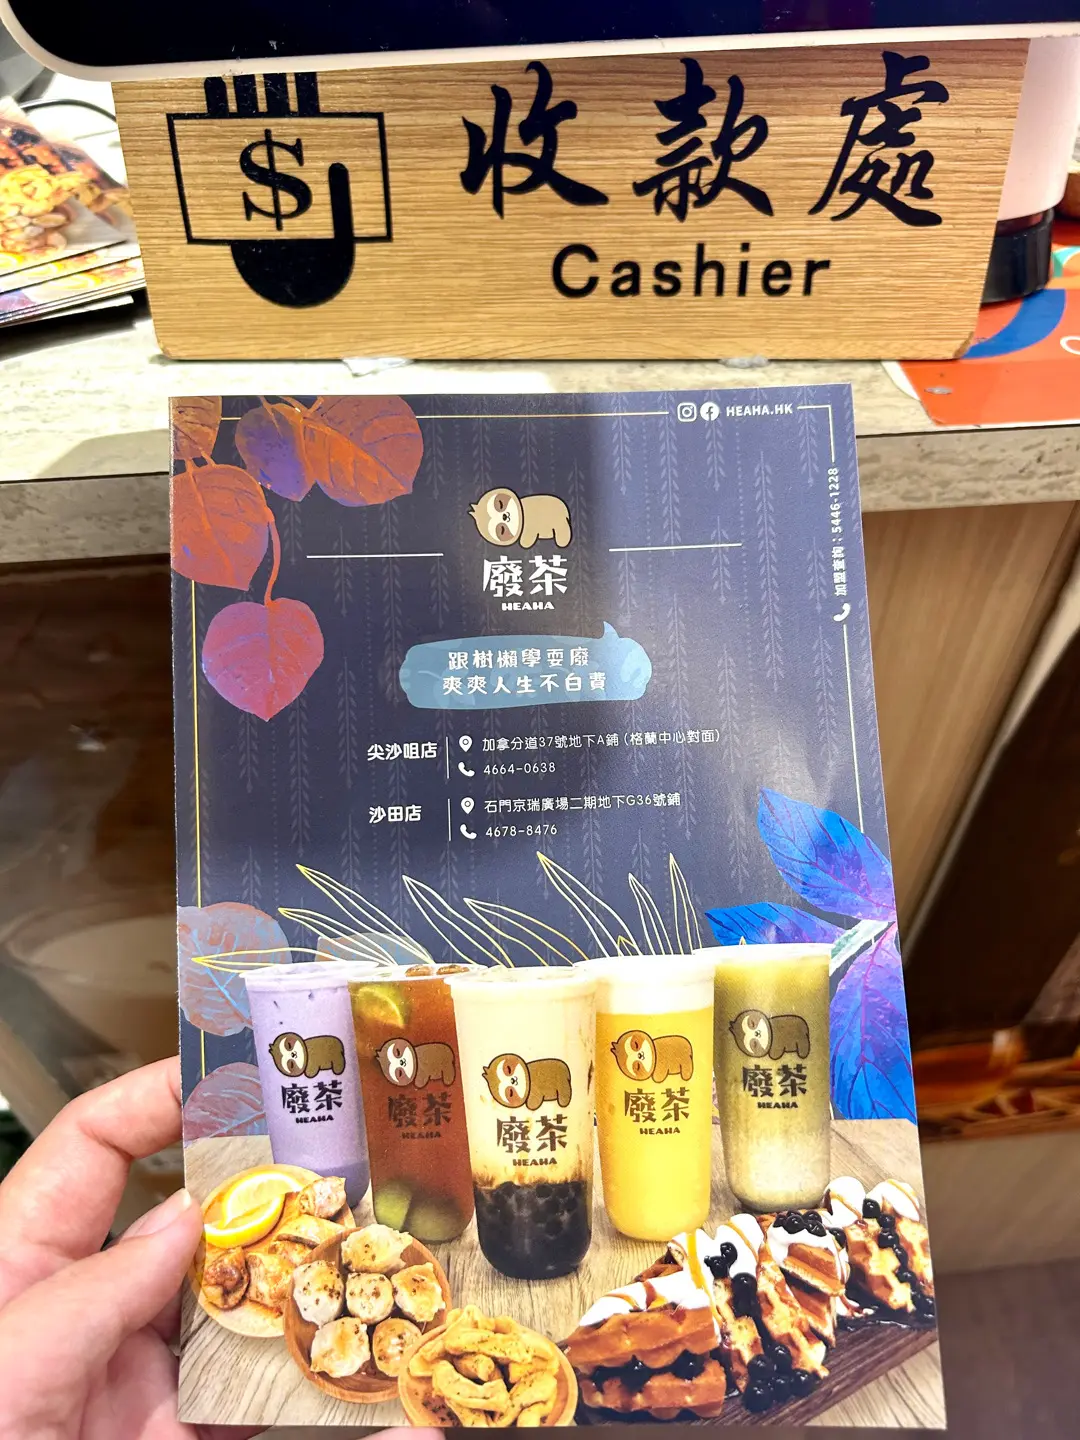 $
收款處
Cashier
HEAHA.HK
加盟查詢：5446-1228
廢茶
HEAHA
跟樹懶學耍廢
爽爽人生不白費
尖沙咀店
加拿分道37號地下A鋪 (格蘭中心對面)
4664-0638
沙田店
石門京瑞廣場二期地下G36號鋪
4678-8476
廢茶
HEAHA
廢茶
HEAHA
廢茶
HEAHA
廢茶
HEAHA
廢茶
HEAHA